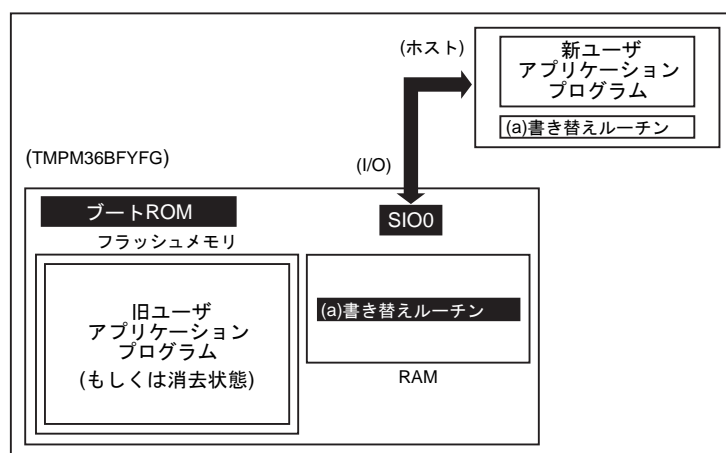 (ホスト)
新ユーザ
アプリケーション
プログラム
(a)書き替えルーチン
(TMPM36BFYFG)
(I/O)
ブートROM
SIO0
フラッシュメモリ
旧ユーザ
アプリケーション
プログラム
(もしくは消去状態)
(a)書き替えルーチン
RAM